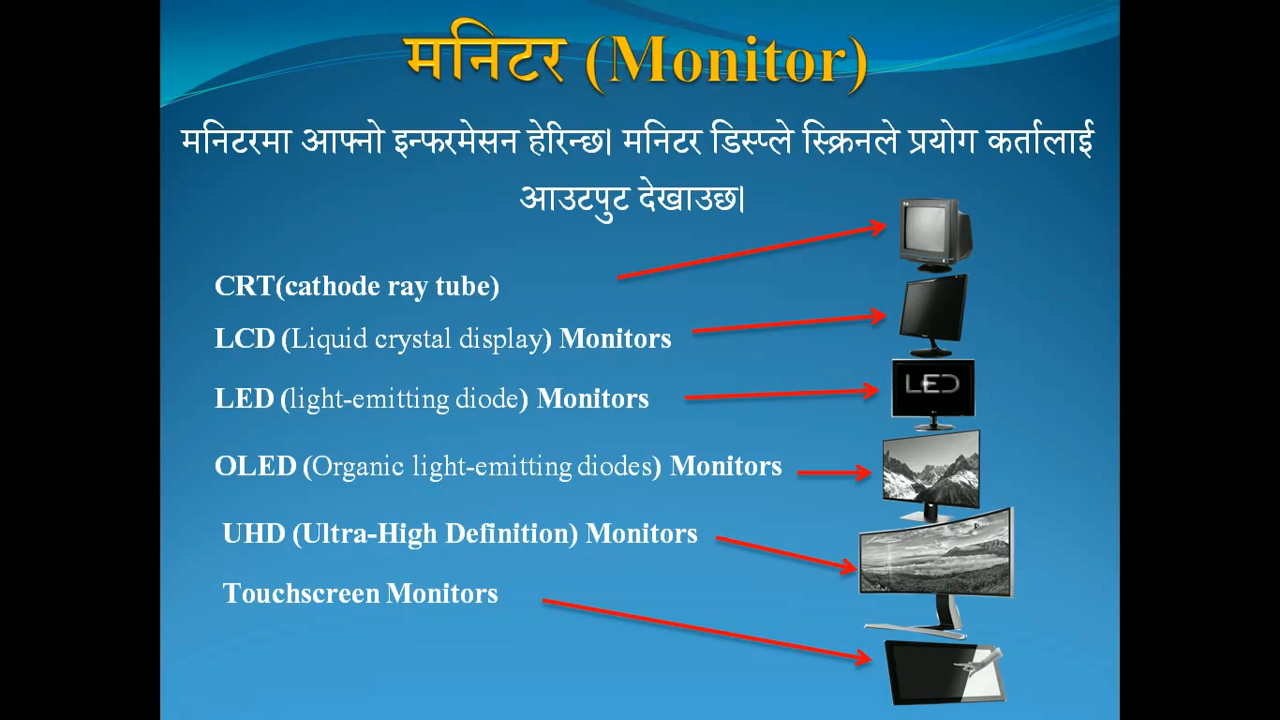 मनिटर (Monitor)
मनिटरमा आफ्नो इन्फरमेसन हेरिन्छ। मनिटर डिस्प्ले स्क्रिनले प्रयोग कर्तालाई
आउटपुट देखाउछ।
CRT(cathode ray tube)
LCD (Liquid crystal display) Monitors
LED (light-emitting diode) Monitors
LED
OLED (Organic light-emitting diodes) Monitors
UHD (Ultra-High Definition) Monitors
Touchscreen Monitors